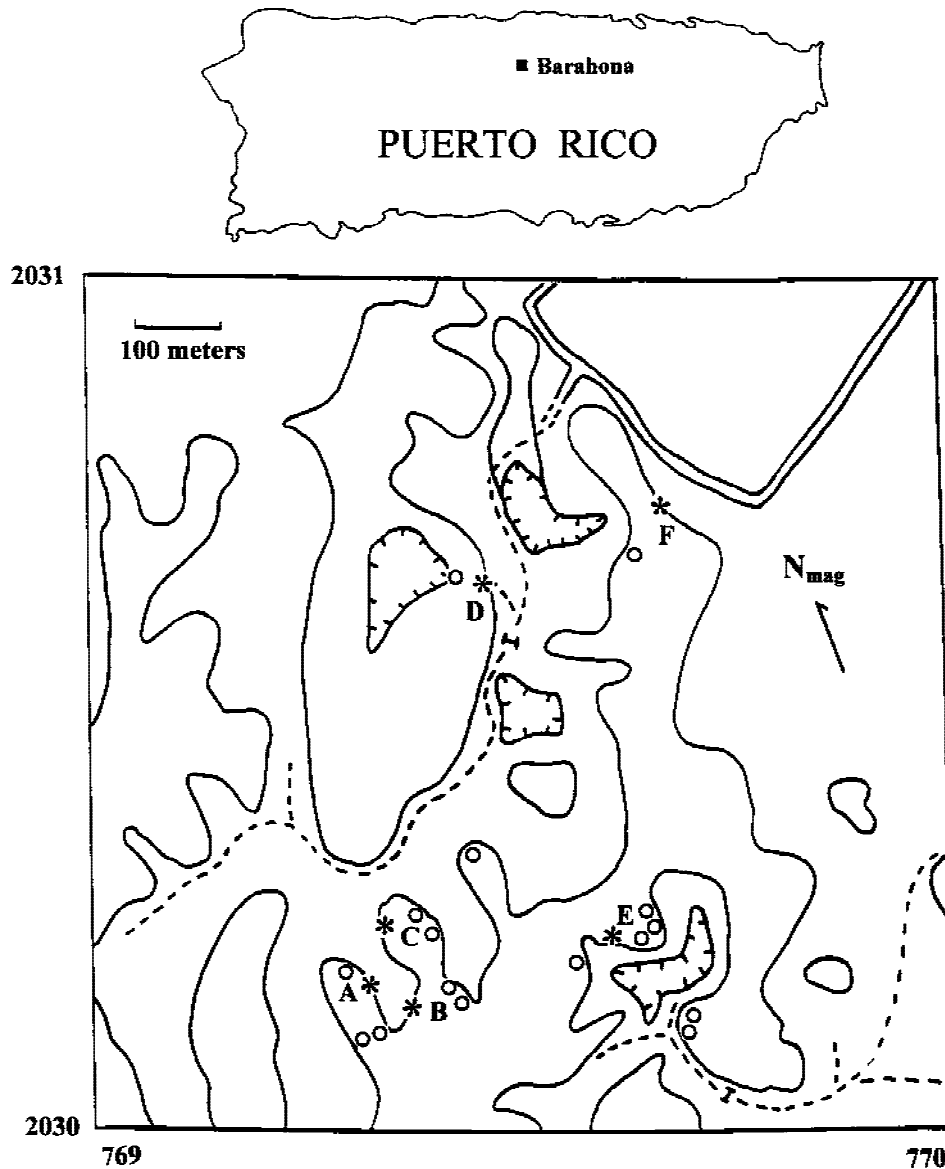 Barahona
PUERTO RICO
2031
100 meters
F
Nmag
D
E
C
A
B
2030
769
770